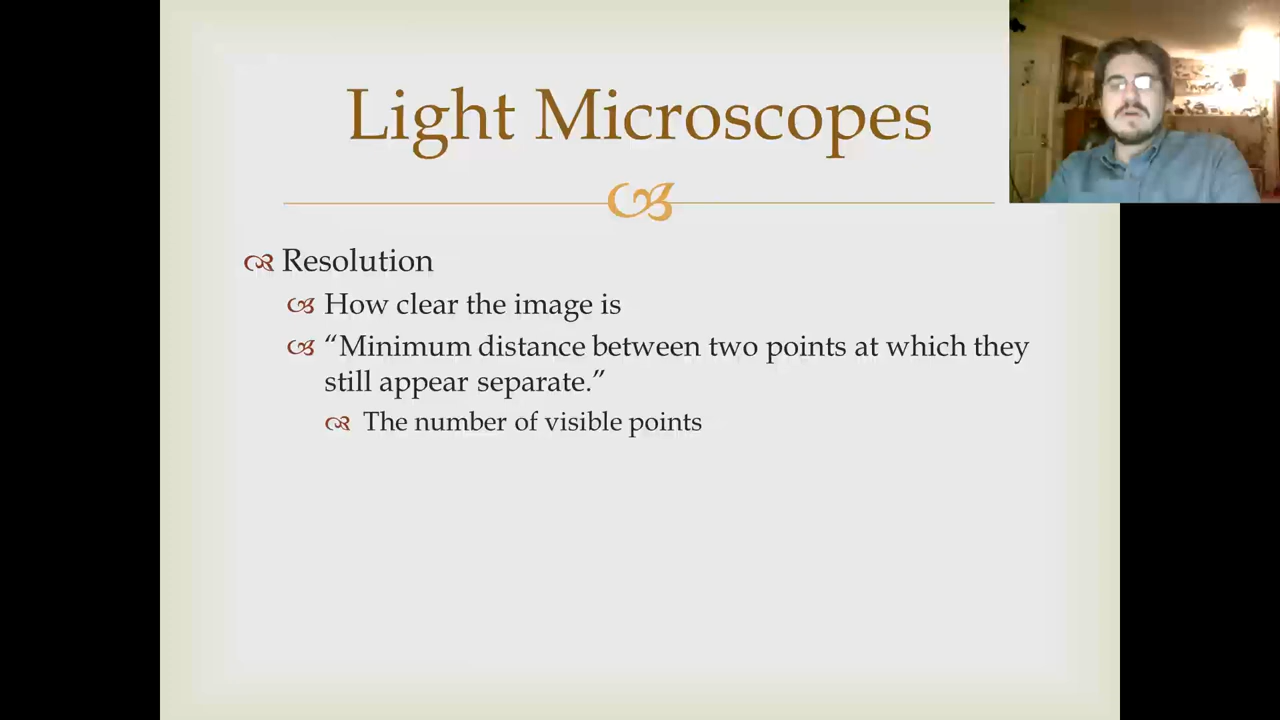 Light Microscopes
Resolution
How clear the image is
“Minimum distance between two points at which they
still appear separate.”
The number of visible points